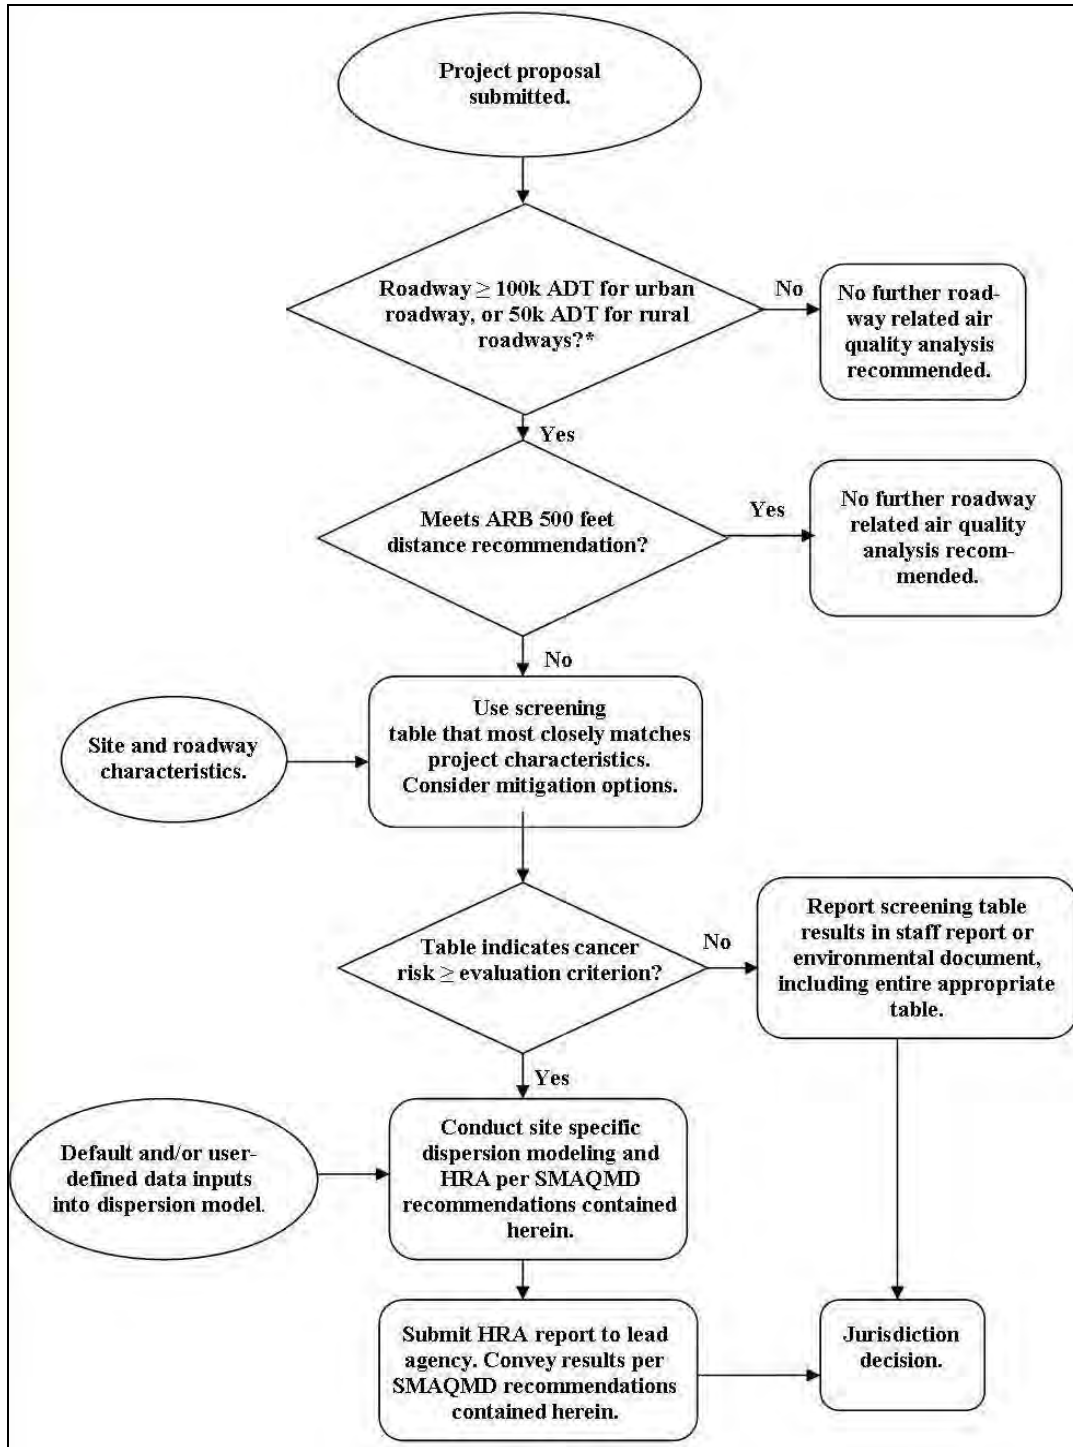 Project proposal
submitted.
Roadway ≥ 100k ADT for urban
roadway, or 50k ADT for rural
roadways?*
No
No further road-
way related air
quality analysis
recommended.
Yes
Meets ARB 500 feet
distance recommendation?
Yes
No further roadway
related air quality
analysis recom-
mended.
No
Site and roadway
characteristics.
Use screening
table that most closely matches
project characteristics.
Consider mitigation options.
Table indicates cancer
risk ≥ evaluation criterion?
No
Report screening table
results in staff report or
environmental document,
including entire appropriate
table.
Yes
Default and/or user-
defined data inputs
into dispersion model.
Conduct site specific
dispersion modeling and
HRA per SMAQMD
recommendations contained
herein.
Submit HRA report to lead
agency. Convey results per
SMAQMD recommendations
contained herein.
Jurisdiction
decision.